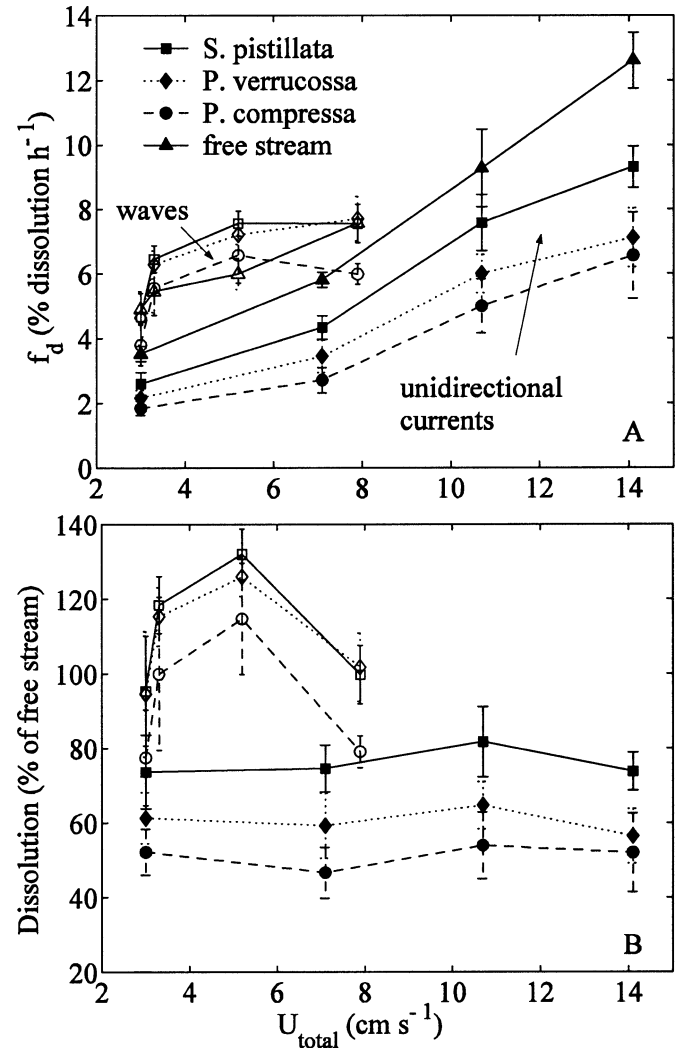 14
12
10
8
6
4
2
0
f_d (% dissolution h⁻¹)
S. pistillata
P. verrucossa
P. compressa
free stream
waves
unidirectional
currents
A
2 4 6 8 10 12 14
140
120
100
80
60
40
20
Dissolution (% of free stream)
B
2 4 6 8 10 12 14
U_total (cm s⁻¹)